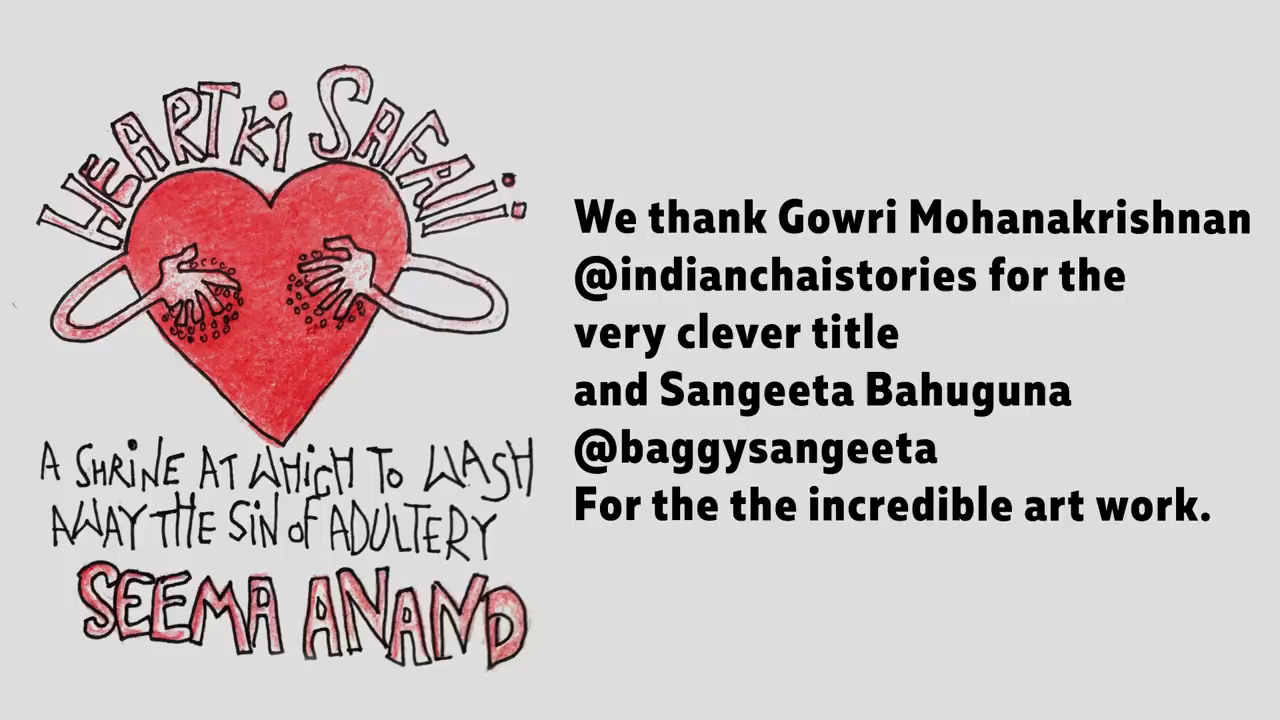 HEART Ki SAFAI!
A SHRiNE AT WHicH To WASH
AWAY THE SiN oF ADULTERY
SEEMA ANAND
We thank Gowri Mohanakrishnan
@indianchaistories for the
very clever title
and Sangeeta Bahuguna
@baggysangeeta
For the the incredible art work.